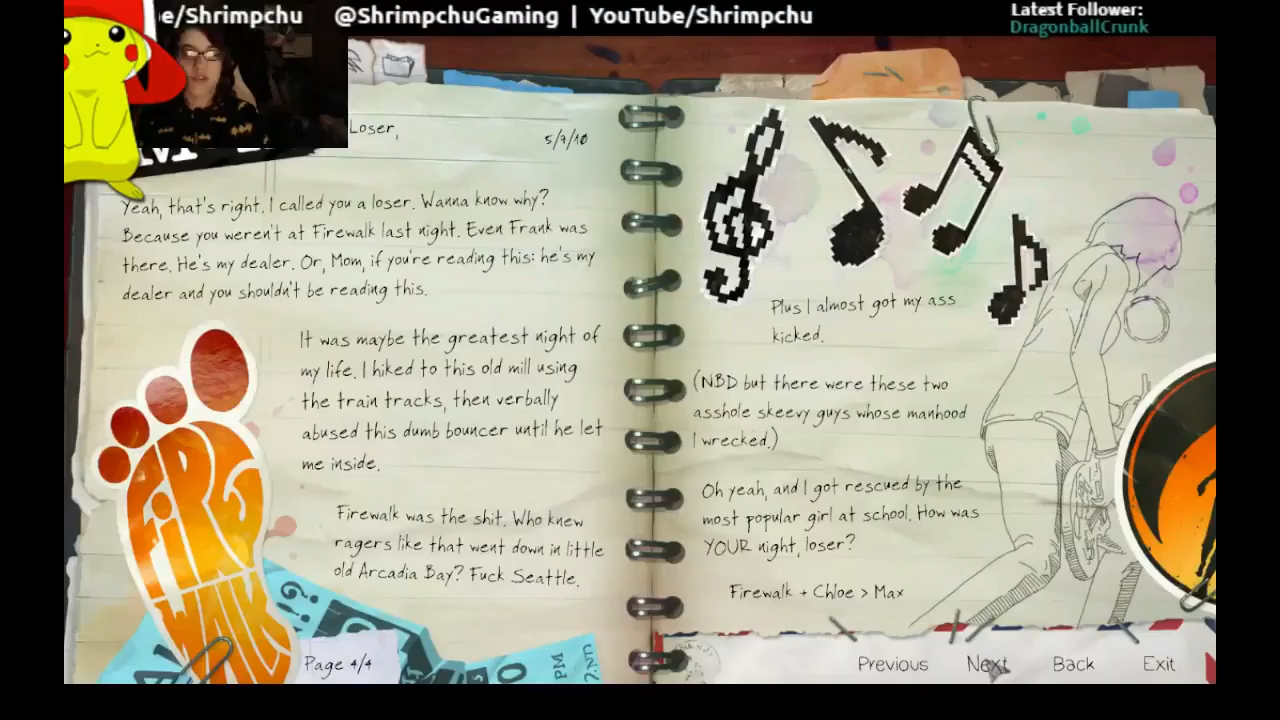 be/Shrimpchu @ShrimpchuGaming | YouTube/Shrimpchu
Latest Follower:
DragonballCrunk
Loser,
5/7/10
Yeah, that's right. I called you a loser. Wanna know why?
Because you weren't at Firewalk last night. Even Frank was
there. He's my dealer. Or, Mom, if you're reading this: he's my
dealer and you shouldn't be reading this.
It was maybe the greatest night of
my life. I hiked to this old mill using
the train tracks, then verbally
abused this dumb bouncer until he let
me inside.
Firewalk was the shit. Who knew
ragers like that went down in little
old Arcadia Bay? Fuck Seattle.
FIRE
WALK
Page 4/4
PM
Plus I almost got my ass
kicked.
(NBD but there were these two
asshole skeevy guys whose manhood
I wrecked.)
Oh yeah, and I got rescued by the
most popular girl at school. How was
YOUR night, loser?
Firewalk + Chloe > Max
Previous Next Back Exit